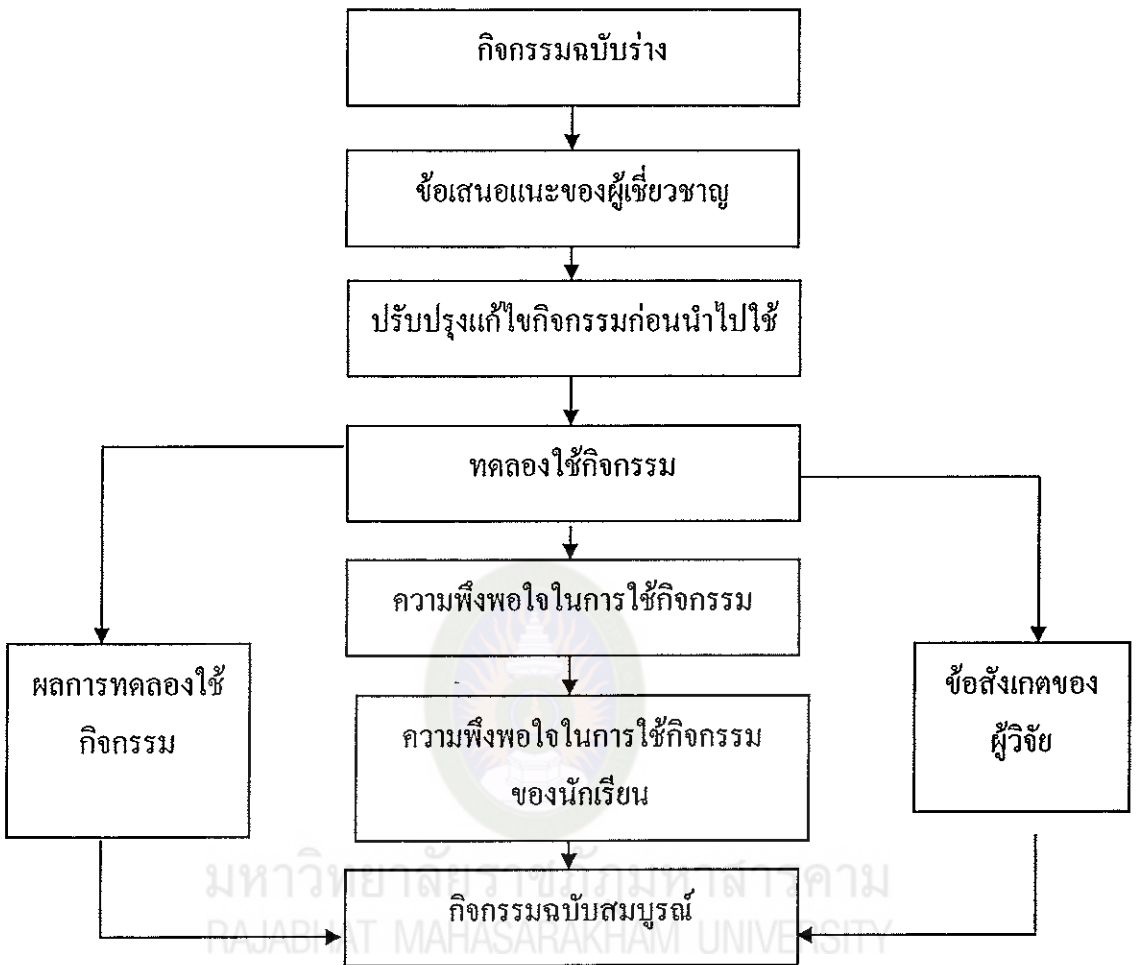 กิจกรรมฉบับร่าง
ข้อเสนอแนะของผู้เชี่ยวชาญ
ปรับปรุงแก้ไขกิจกรรมก่อนนำไปใช้
ทดลองใช้กิจกรรม
ความพึงพอใจในการใช้กิจกรรม
ผลการทดลองใช้
กิจกรรม
ความพึงพอใจในการใช้กิจกรรม
ของนักเรียน
ข้อสังเกตของ
ผู้วิจัย
กิจกรรมฉบับสมบูรณ์
มหาวิทยาลัยราชภัฏมหาสารคาม
RAJABHAT MAHASARAKHAM UNIVERSITY